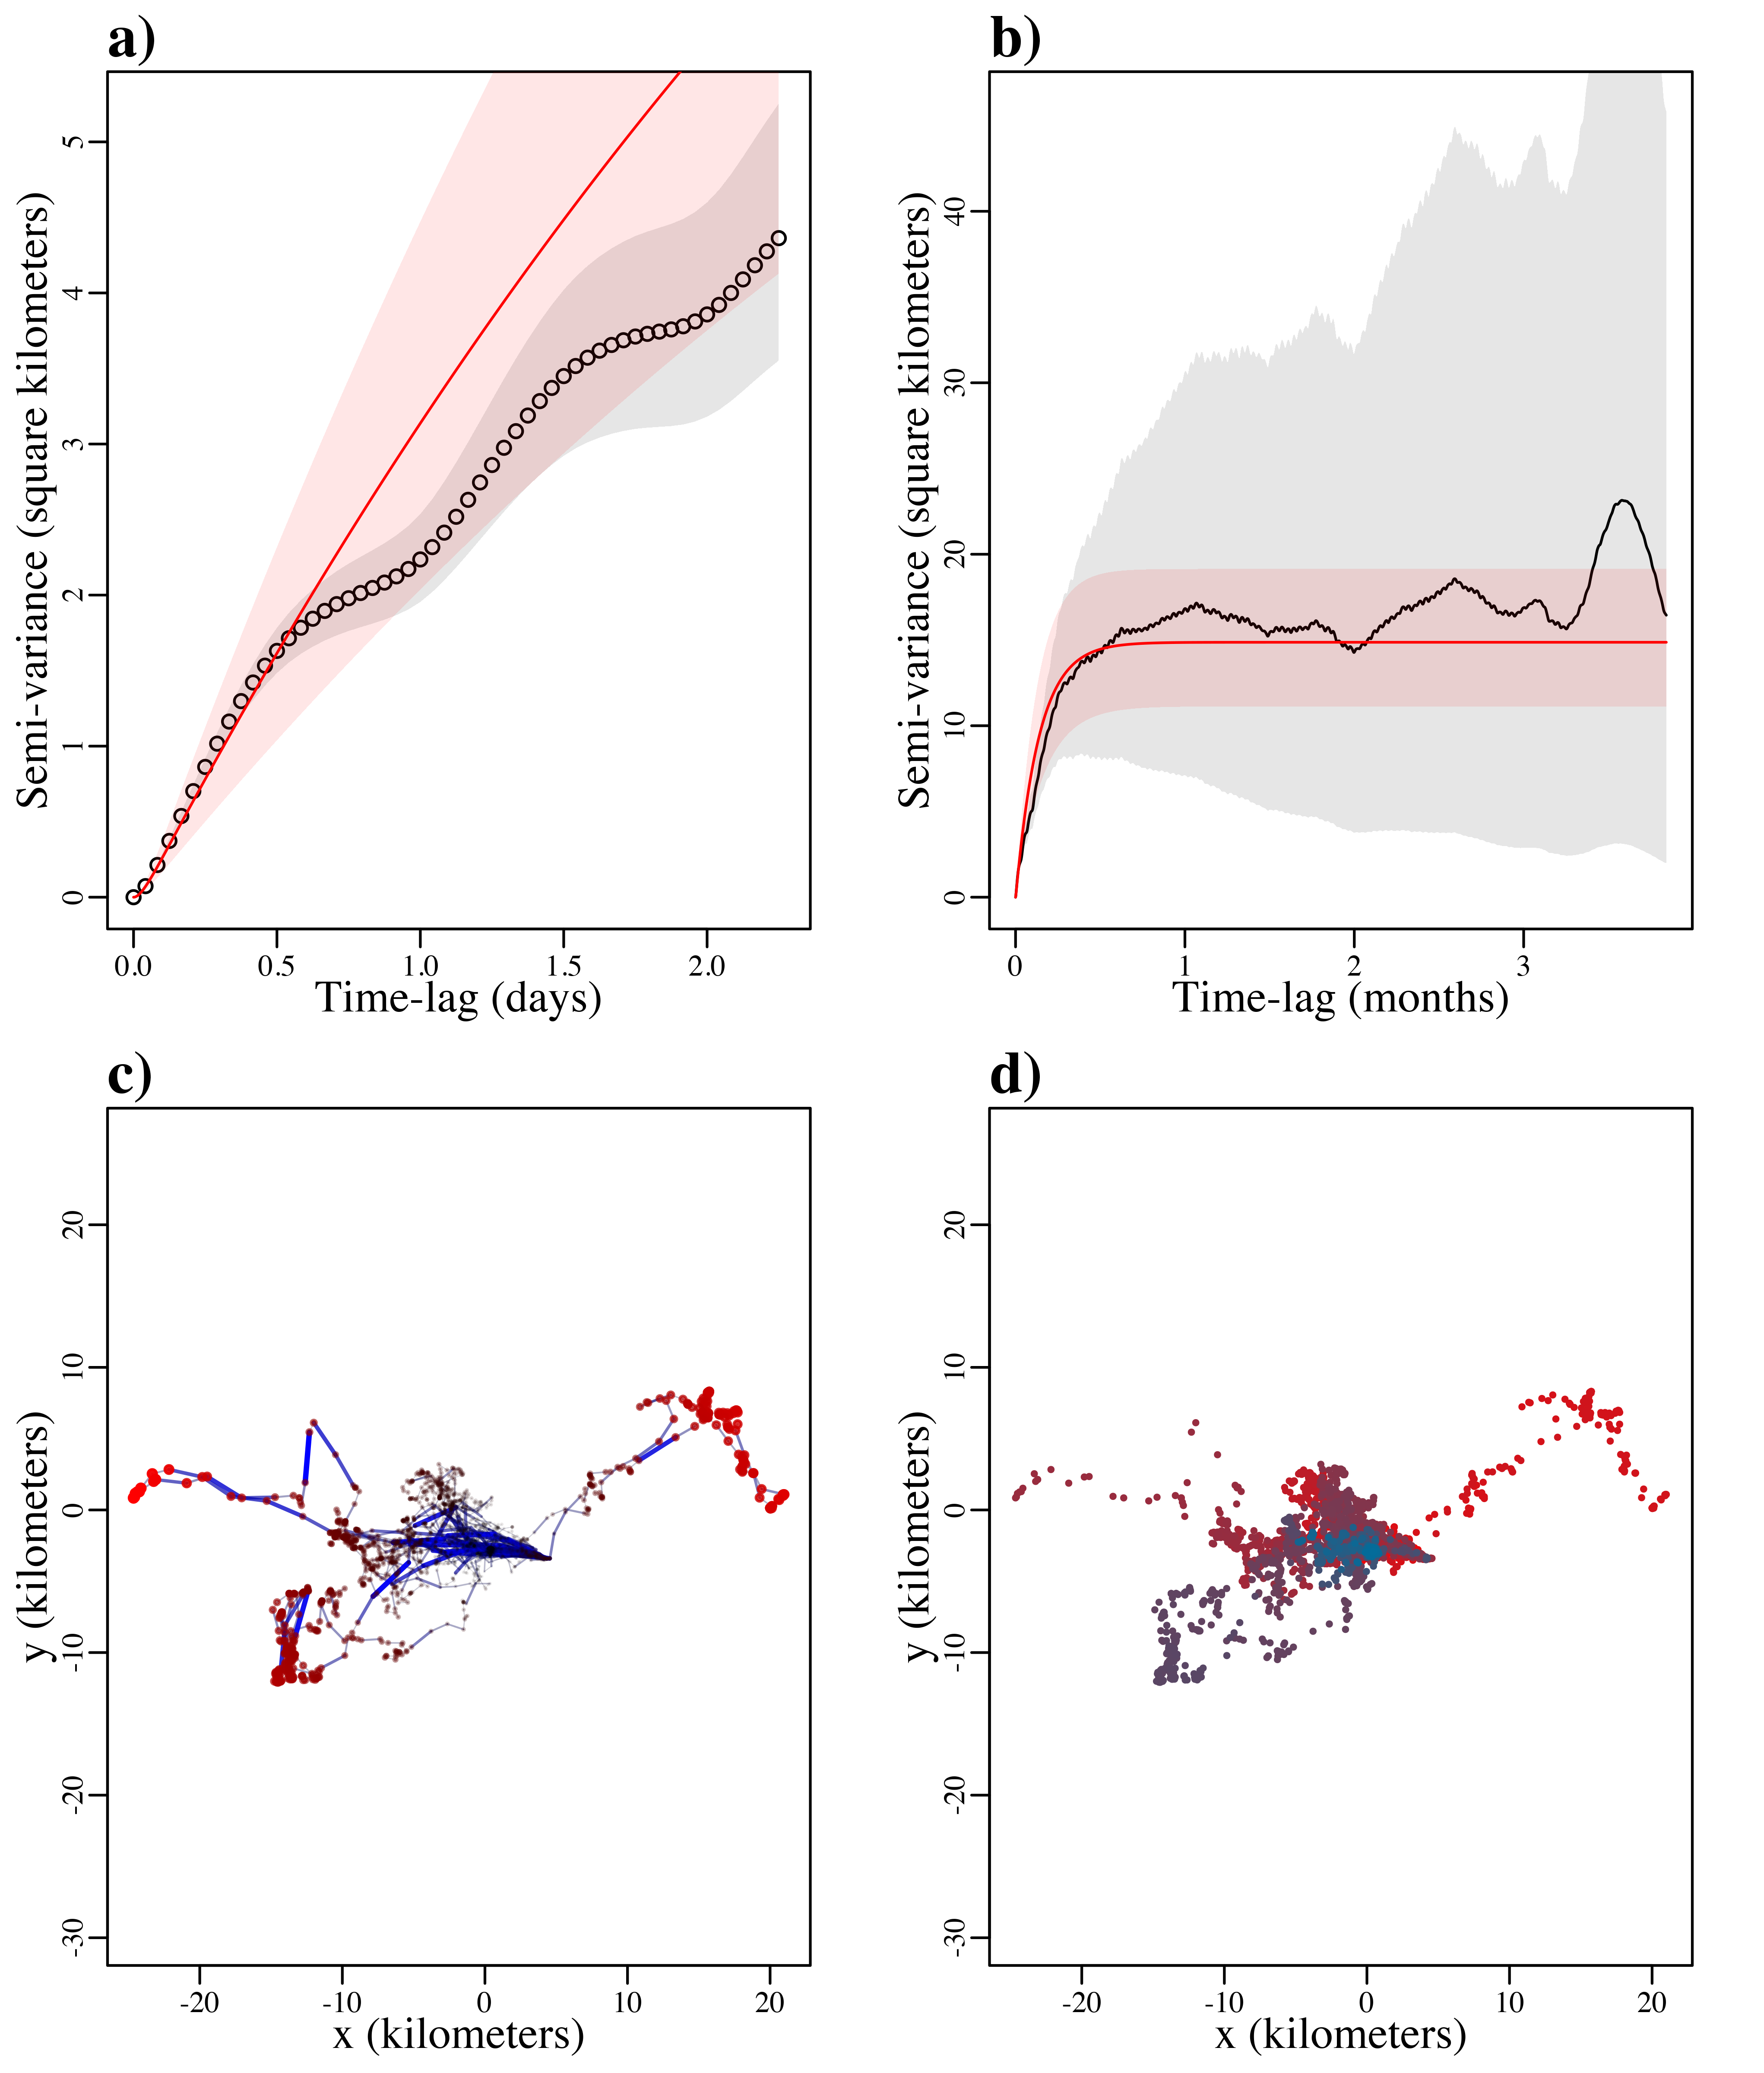 a)
Semi-variance (square kilometers)
0 1 2 3 4 5
0.0 0.5 1.0 1.5 2.0
Time-lag (days)
b)
Semi-variance (square kilometers)
0 10 20 30 40
0 1 2 3
Time-lag (months)
c)
y (kilometers)
-30 -20 -10 0 10 20
-20 -10 0 10 20
x (kilometers)
d)
y (kilometers)
-30 -20 -10 0 10 20
-20 -10 0 10 20
x (kilometers)